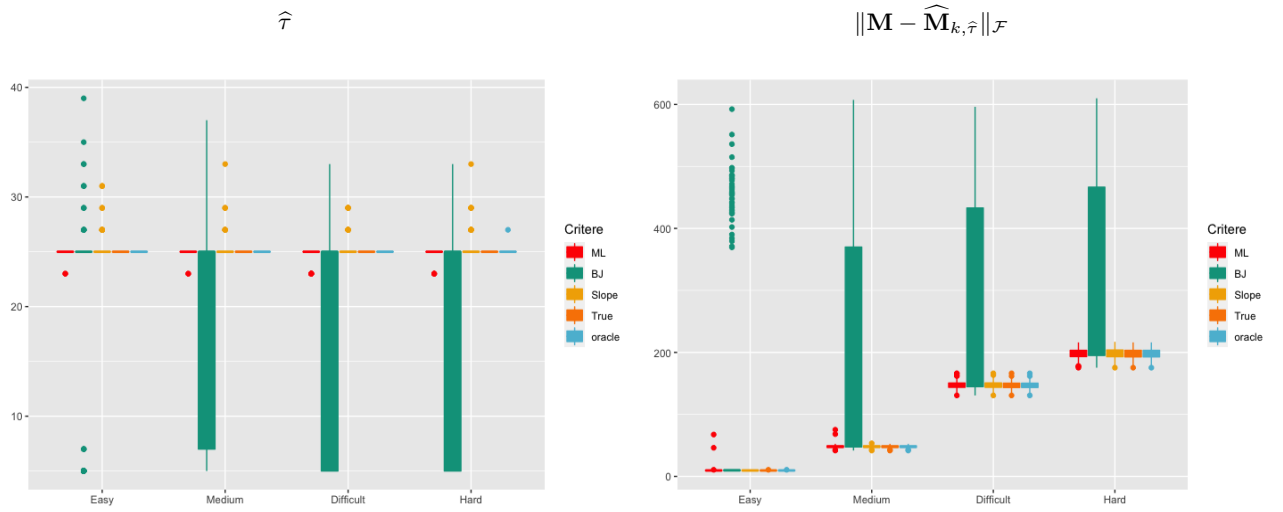 τ̂
‖M − M̂ₖ,τ̂‖ℱ
40
30
20
10
Easy
Medium
Difficult
Hard
Critere
ML
BJ
Slope
True
oracle
600
400
200
0
Easy
Medium
Difficult
Hard
Critere
ML
BJ
Slope
True
oracle